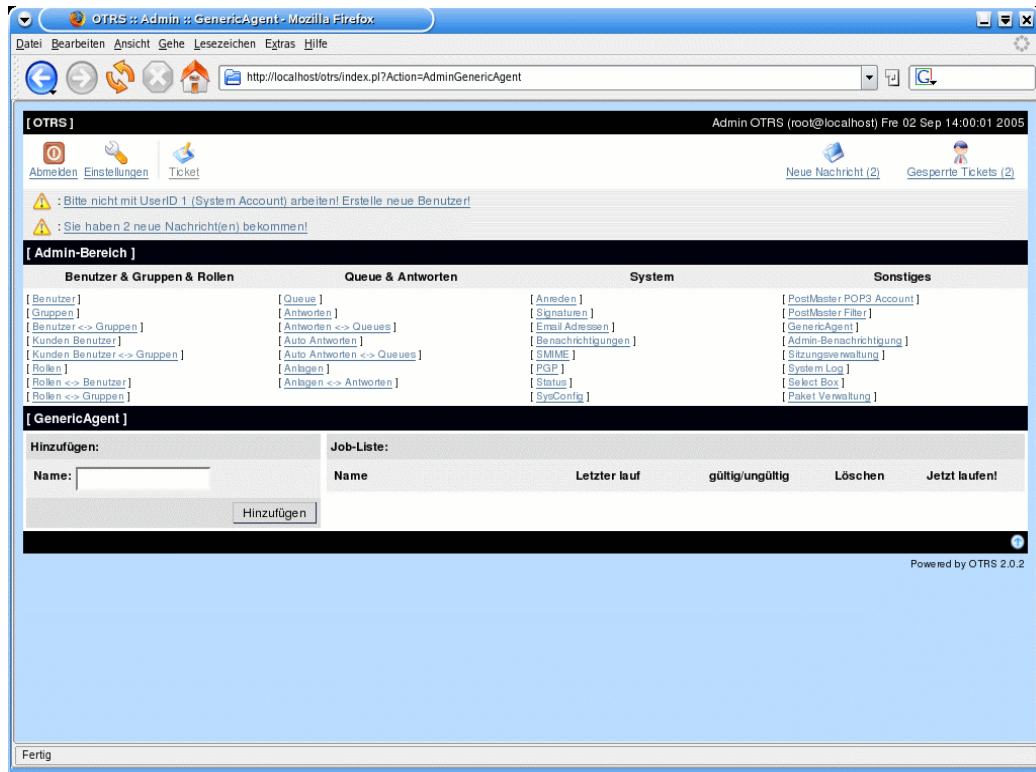 OTRS :: Admin :: GenericAgent - Mozilla Firefox
Datei Bearbeiten Ansicht Gehe Lesezeichen Extras Hilfe
http://localhost/otrs/index.pl?Action=AdminGenericAgent
[ OTRS ] Admin OTRS (root@localhost) Fre 02 Sep 14:00:01 2005
Abmelden Einstellungen Ticket Neue Nachricht (2) Gesperrte Tickets (2)
: Bitte nicht mit UserID 1 (System Account) arbeiten! Erstelle neue Benutzer!
: Sie haben 2 neue Nachricht(en) bekommen!
[ Admin-Bereich ]
Benutzer & Gruppen & Rollen Queue & Antworten System Sonstiges
[ Benutzer ] [ Queue ] [ Anreden ] [ PostMaster POP3 Account ]
[ Gruppen ] [ Antworten ] [ Signaturen ] [ PostMaster Filter ]
[ Benutzer <-> Gruppen ] [ Antworten <-> Queues ] [ Email Adressen ] [ GenericAgent ]
[ Kunden Benutzer ] [ Auto Antworten ] [ Benachrichtigungen ] [ Admin-Benachrichtigung ]
[ Kunden Benutzer <-> Gruppen ] [ Auto Antworten <-> Queues ] [ SMIME ] [ Sitzungsverwaltung ]
[ Rollen ] [ Anlagen ] [ PGP ] [ System Log ]
[ Rollen <-> Benutzer ] [ Anlagen <-> Antworten ] [ Status ] [ Select Box ]
[ Rollen <-> Gruppen ] [ SysConfig ] [ Paket Verwaltung ]
[ GenericAgent ]
Hinzufügen: Job-Liste:
Name: Name Letzter lauf gültig/ungültig Löschen Jetzt laufen!
Hinzufügen
Powered by OTRS 2.0.2
Fertig